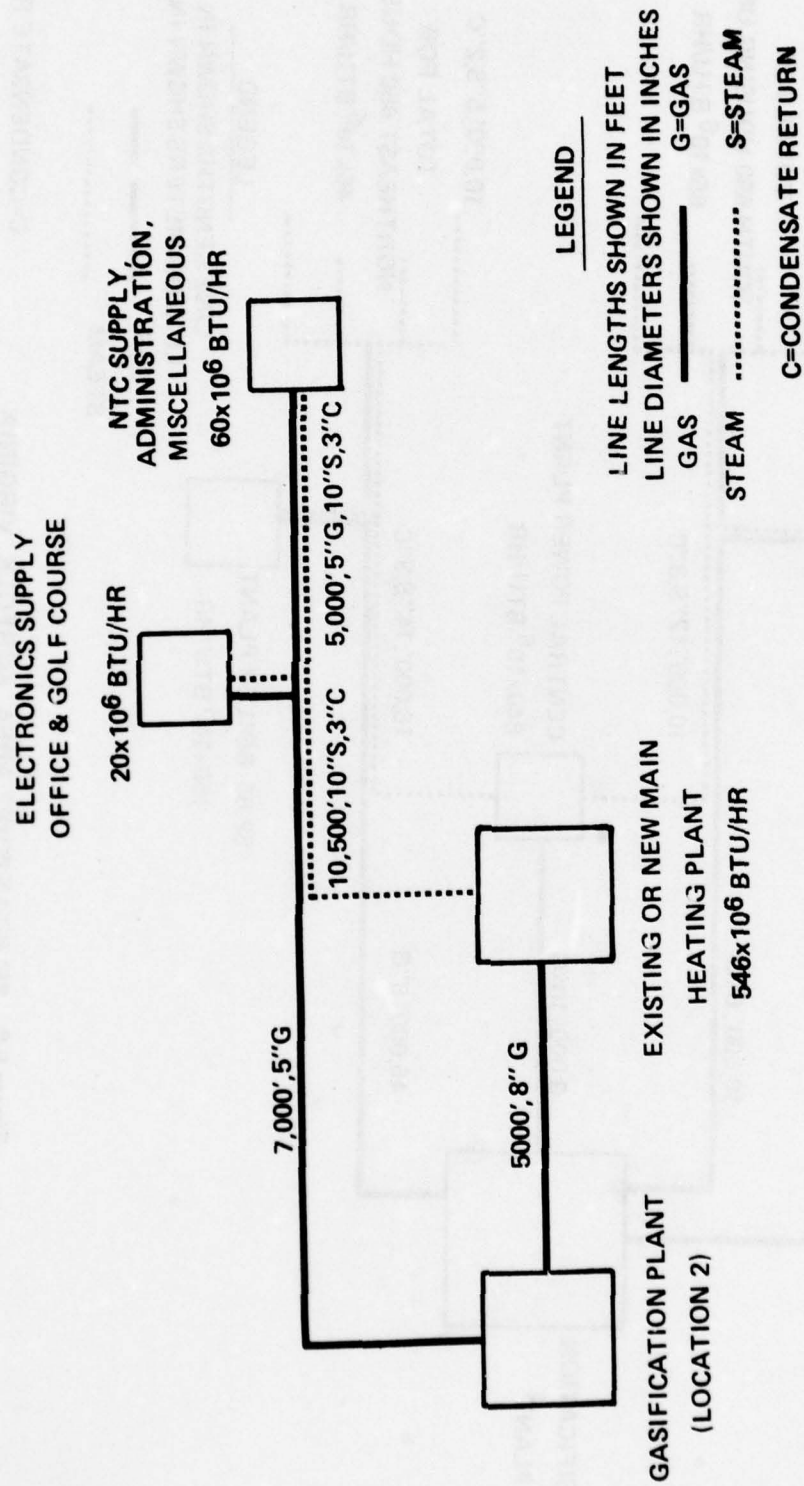 ELECTRONICS SUPPLY
OFFICE & GOLF COURSE
20x10⁶ BTU/HR
NTC SUPPLY,
ADMINISTRATION,
MISCELLANEOUS
60x10⁶ BTU/HR
7,000',5"G
10,500',10"S,3"C
5,000',5"G,10"S,3"C
5000',8" G
GASIFICATION PLANT
(LOCATION 2)
EXISTING OR NEW MAIN
HEATING PLANT
546x10⁶ BTU/HR
LEGEND
LINE LENGTHS SHOWN IN FEET
LINE DIAMETERS SHOWN IN INCHES
GAS G=GAS
STEAM S=STEAM
C=CONDENSATE RETURN